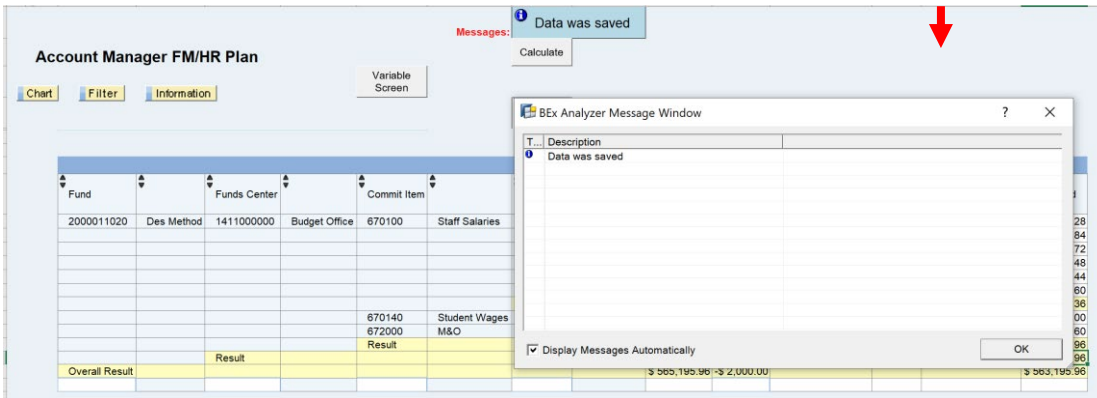 Messages:
Data was saved
Calculate
Account Manager FM/HR Plan
Variable
Screen
Chart
Filter
Information
BEx Analyzer Message Window
?
T... Description
Data was saved
Display Messages Automatically
OK
Fund Funds Center Commit Item
2000011020 Des Method 1411000000 Budget Office 670100 Staff Salaries 28
84
72
48
44
60
36
670140 Student Wages 00
672000 M&O 60
Result 96
Result 96
Overall Result $ 565,195.96 -$ 2,000.00 $ 563,195.96